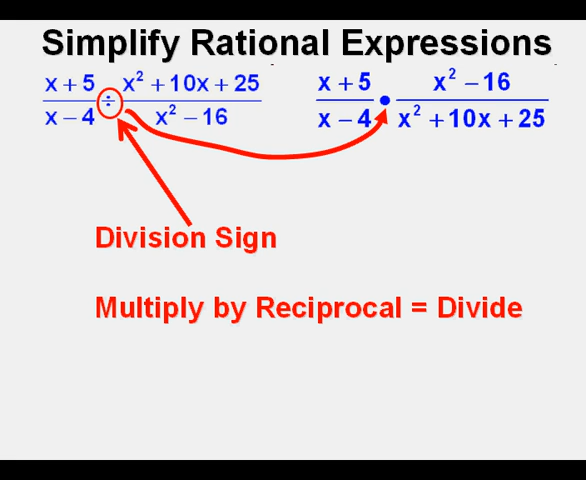 Simplify Rational Expressions
x + 5 ÷ x² + 10x + 25
x − 4 x² − 16
x + 5 • x² − 16
x − 4 x² + 10x + 25
Division Sign
Multiply by Reciprocal = Divide